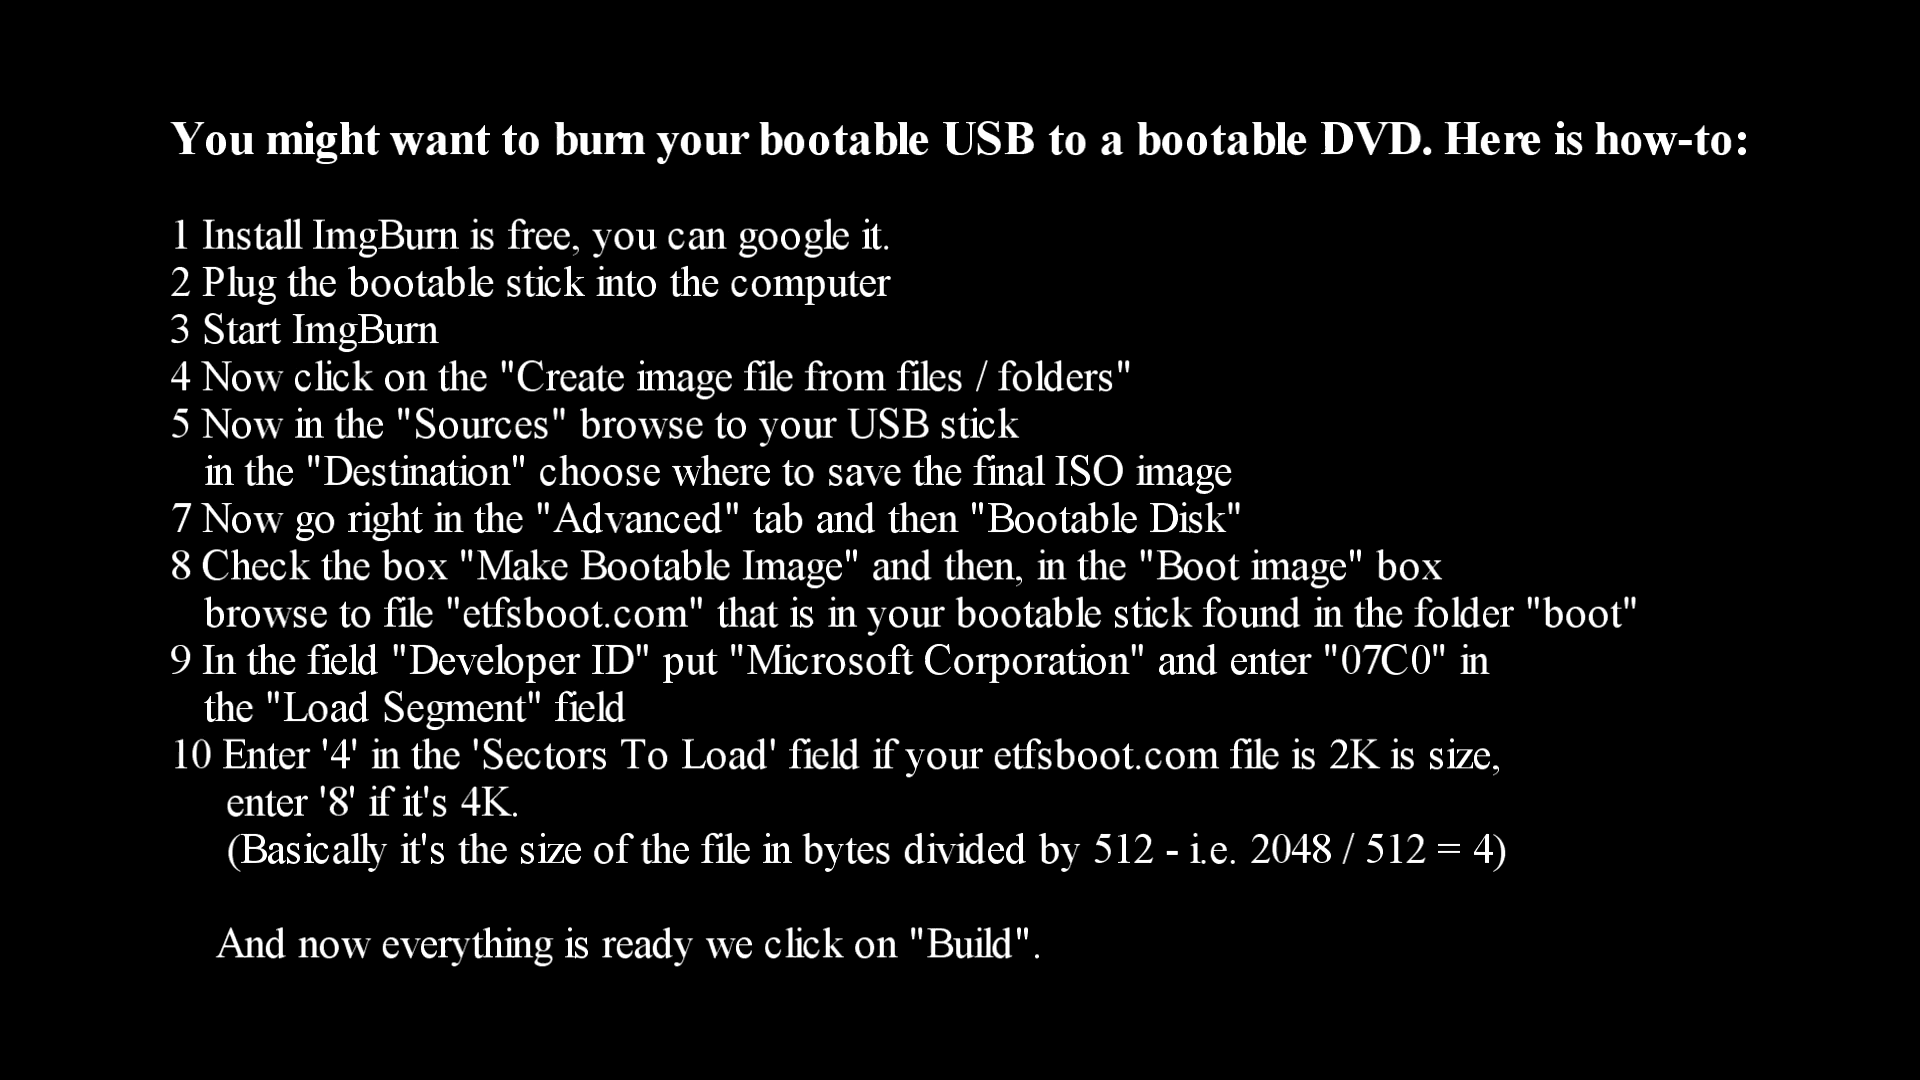 You might want to burn your bootable USB to a bootable DVD. Here is how-to:
1 Install ImgBurn is free, you can google it.
2 Plug the bootable stick into the computer
3 Start ImgBurn
4 Now click on the "Create image file from files / folders"
5 Now in the "Sources" browse to your USB stick
in the "Destination" choose where to save the final ISO image
7 Now go right in the "Advanced" tab and then "Bootable Disk"
8 Check the box "Make Bootable Image" and then, in the "Boot image" box
browse to file "etfsboot.com" that is in your bootable stick found in the folder "boot"
9 In the field "Developer ID" put "Microsoft Corporation" and enter "07C0" in
the "Load Segment" field
10 Enter '4' in the 'Sectors To Load' field if your etfsboot.com file is 2K is size,
enter '8' if it's 4K.
(Basically it's the size of the file in bytes divided by 512 - i.e. 2048 / 512 = 4)
And now everything is ready we click on "Build".